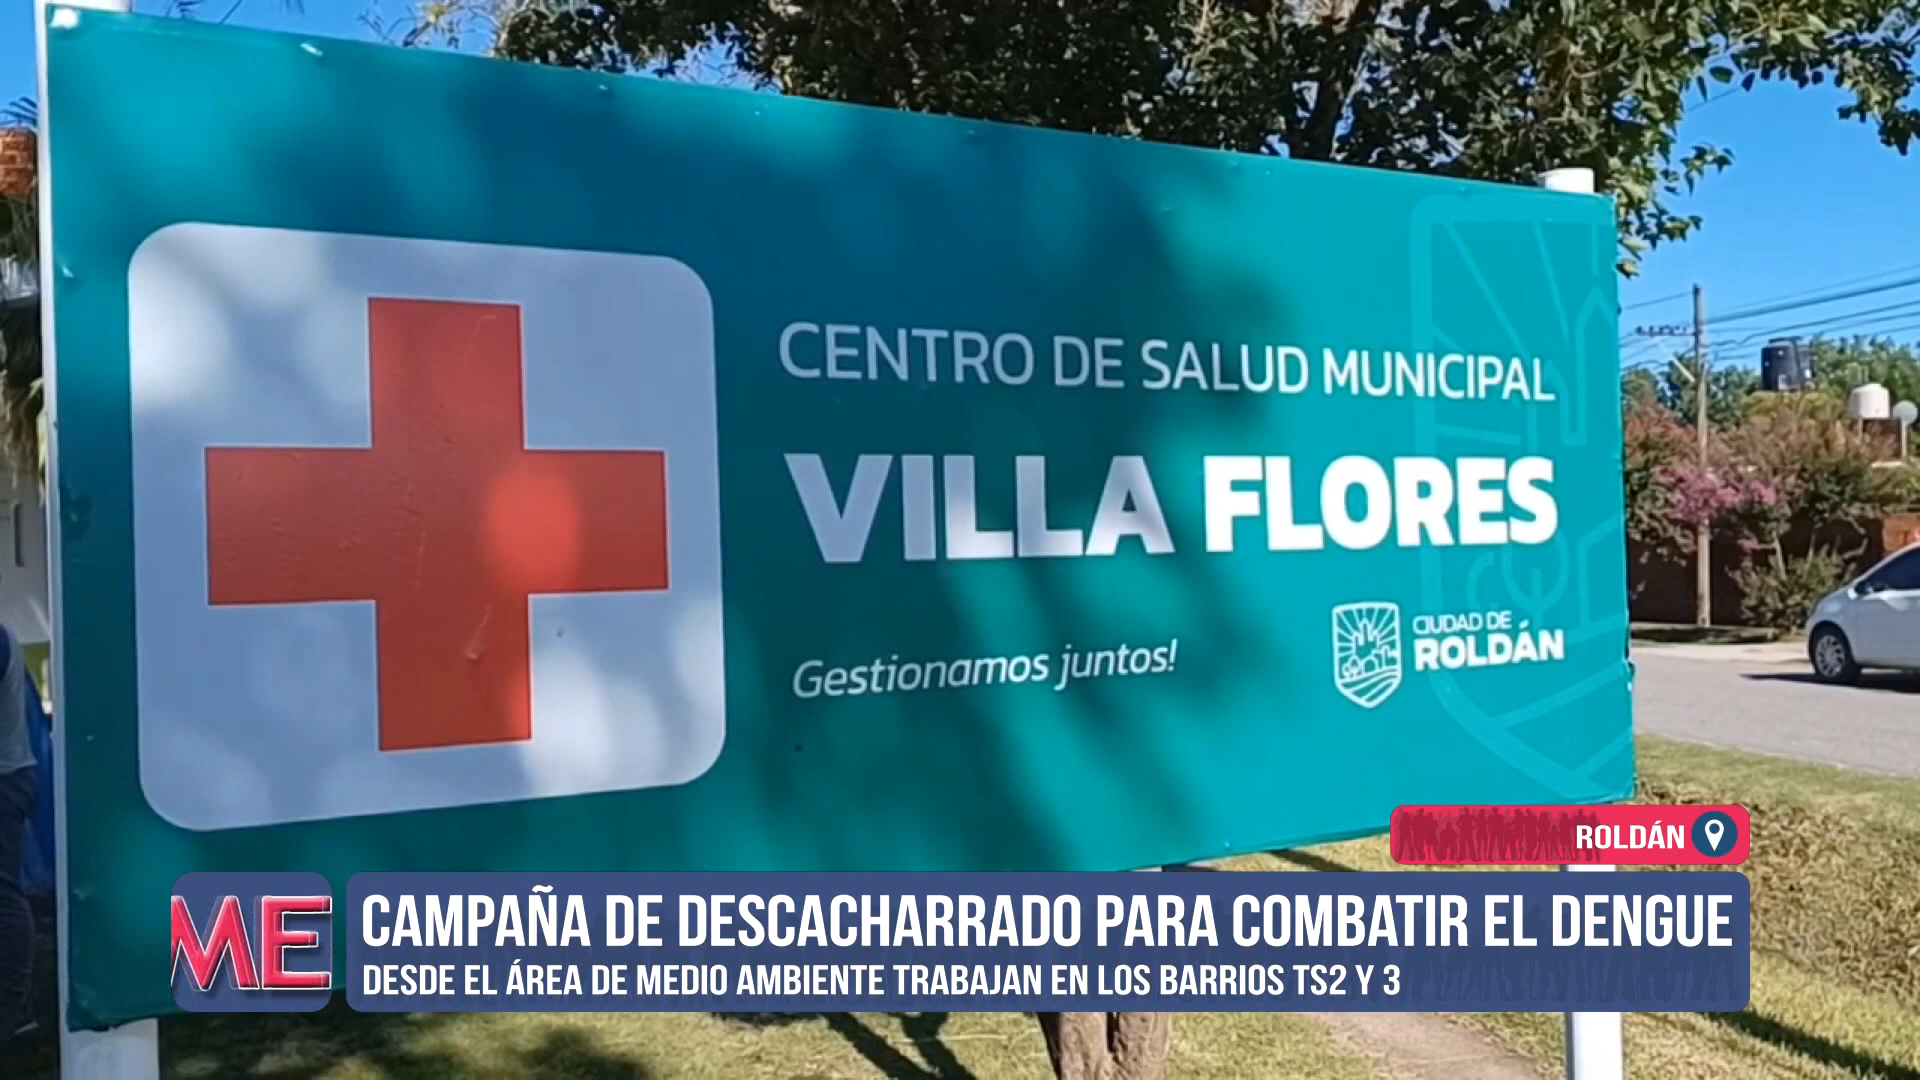 CENTRO DE SALUD MUNICIPAL
VILLA FLORES
Gestionamos juntos!
CIUDAD DE
ROLDÁN
ROLDÁN
ME
CAMPAÑA DE DESCACHARRADO PARA COMBATIR EL DENGUE
DESDE EL ÁREA DE MEDIO AMBIENTE TRABAJAN EN LOS BARRIOS TS2 Y 3